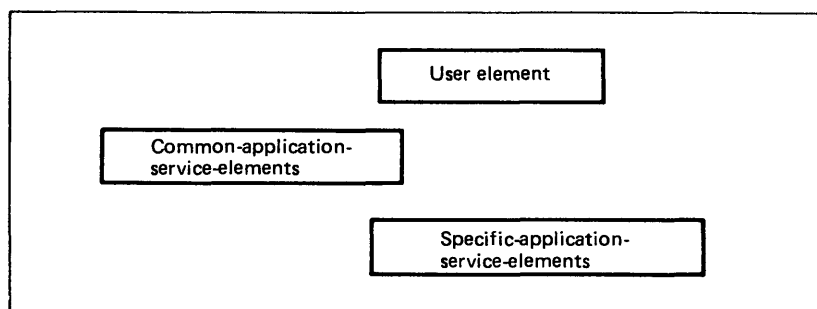 User element
Common-application-
service-elements
Specific-application-
service-elements